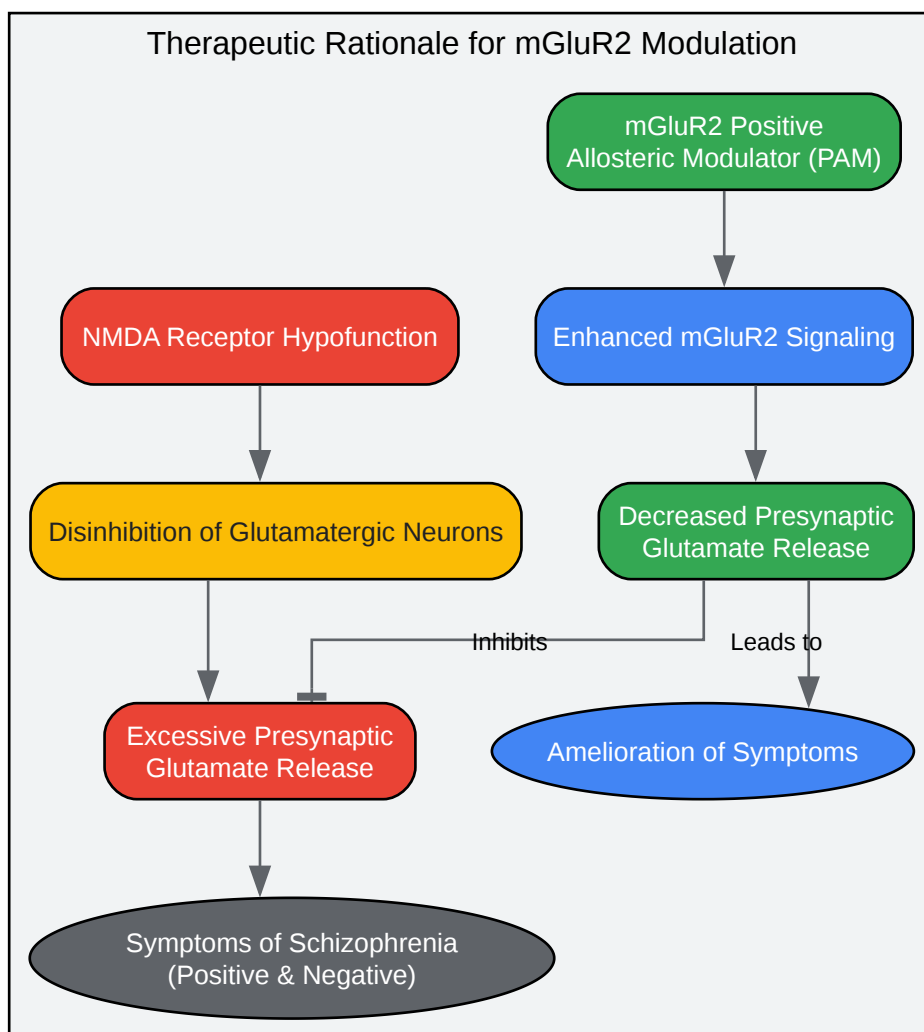 Therapeutic Rationale for mGluR2 Modulation
mGluR2 Positive
Allosteric Modulator (PAM)
NMDA Receptor Hypofunction
Enhanced mGluR2 Signaling
Disinhibition of Glutamatergic Neurons
Decreased Presynaptic
Glutamate Release
Inhibits
Leads to
Excessive Presynaptic
Glutamate Release
Amelioration of Symptoms
Symptoms of Schizophrenia
(Positive & Negative)